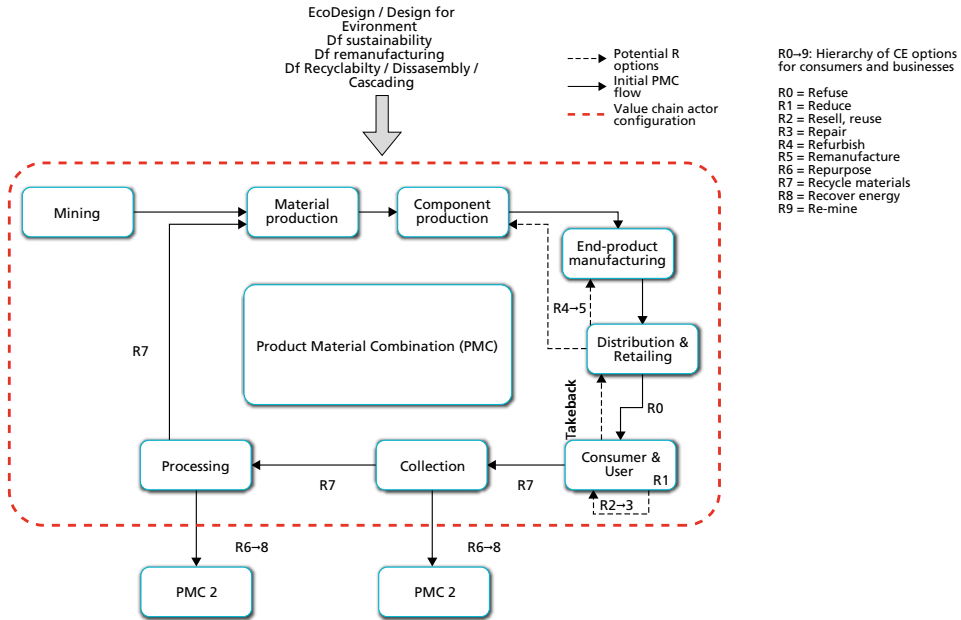 EcoDesign / Design for
Evironment
Df sustainability
Df remanufacturing
Df Recyclabilty / Dissasembly /
Cascading
Potential R
options
Initial PMC
flow
Value chain actor
configuration
R0→9: Hierarchy of CE options
for consumers and businesses
R0 = Refuse
R1 = Reduce
R2 = Resell, reuse
R3 = Repair
R4 = Refurbish
R5 = Remanufacture
R6 = Repurpose
R7 = Recycle materials
R8 = Recover energy
R9 = Re-mine
Mining
Material
production
Component
production
End-product
manufacturing
R4→5
Distribution &
Retailing
Product Material Combination (PMC)
R7
Takeback
R0
Processing
R7
Collection
R7
Consumer &
User
R1
R2→3
R6→8
R6→8
PMC 2
PMC 2